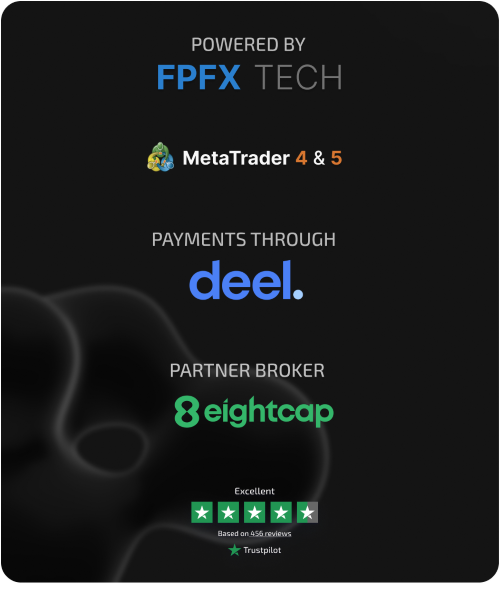 POWERED BY
FPFX TECH
MetaTrader 4 & 5
PAYMENTS THROUGH
deel.
PARTNER BROKER
8 eightcap
Excellent
Based on 456 reviews
Trustpilot